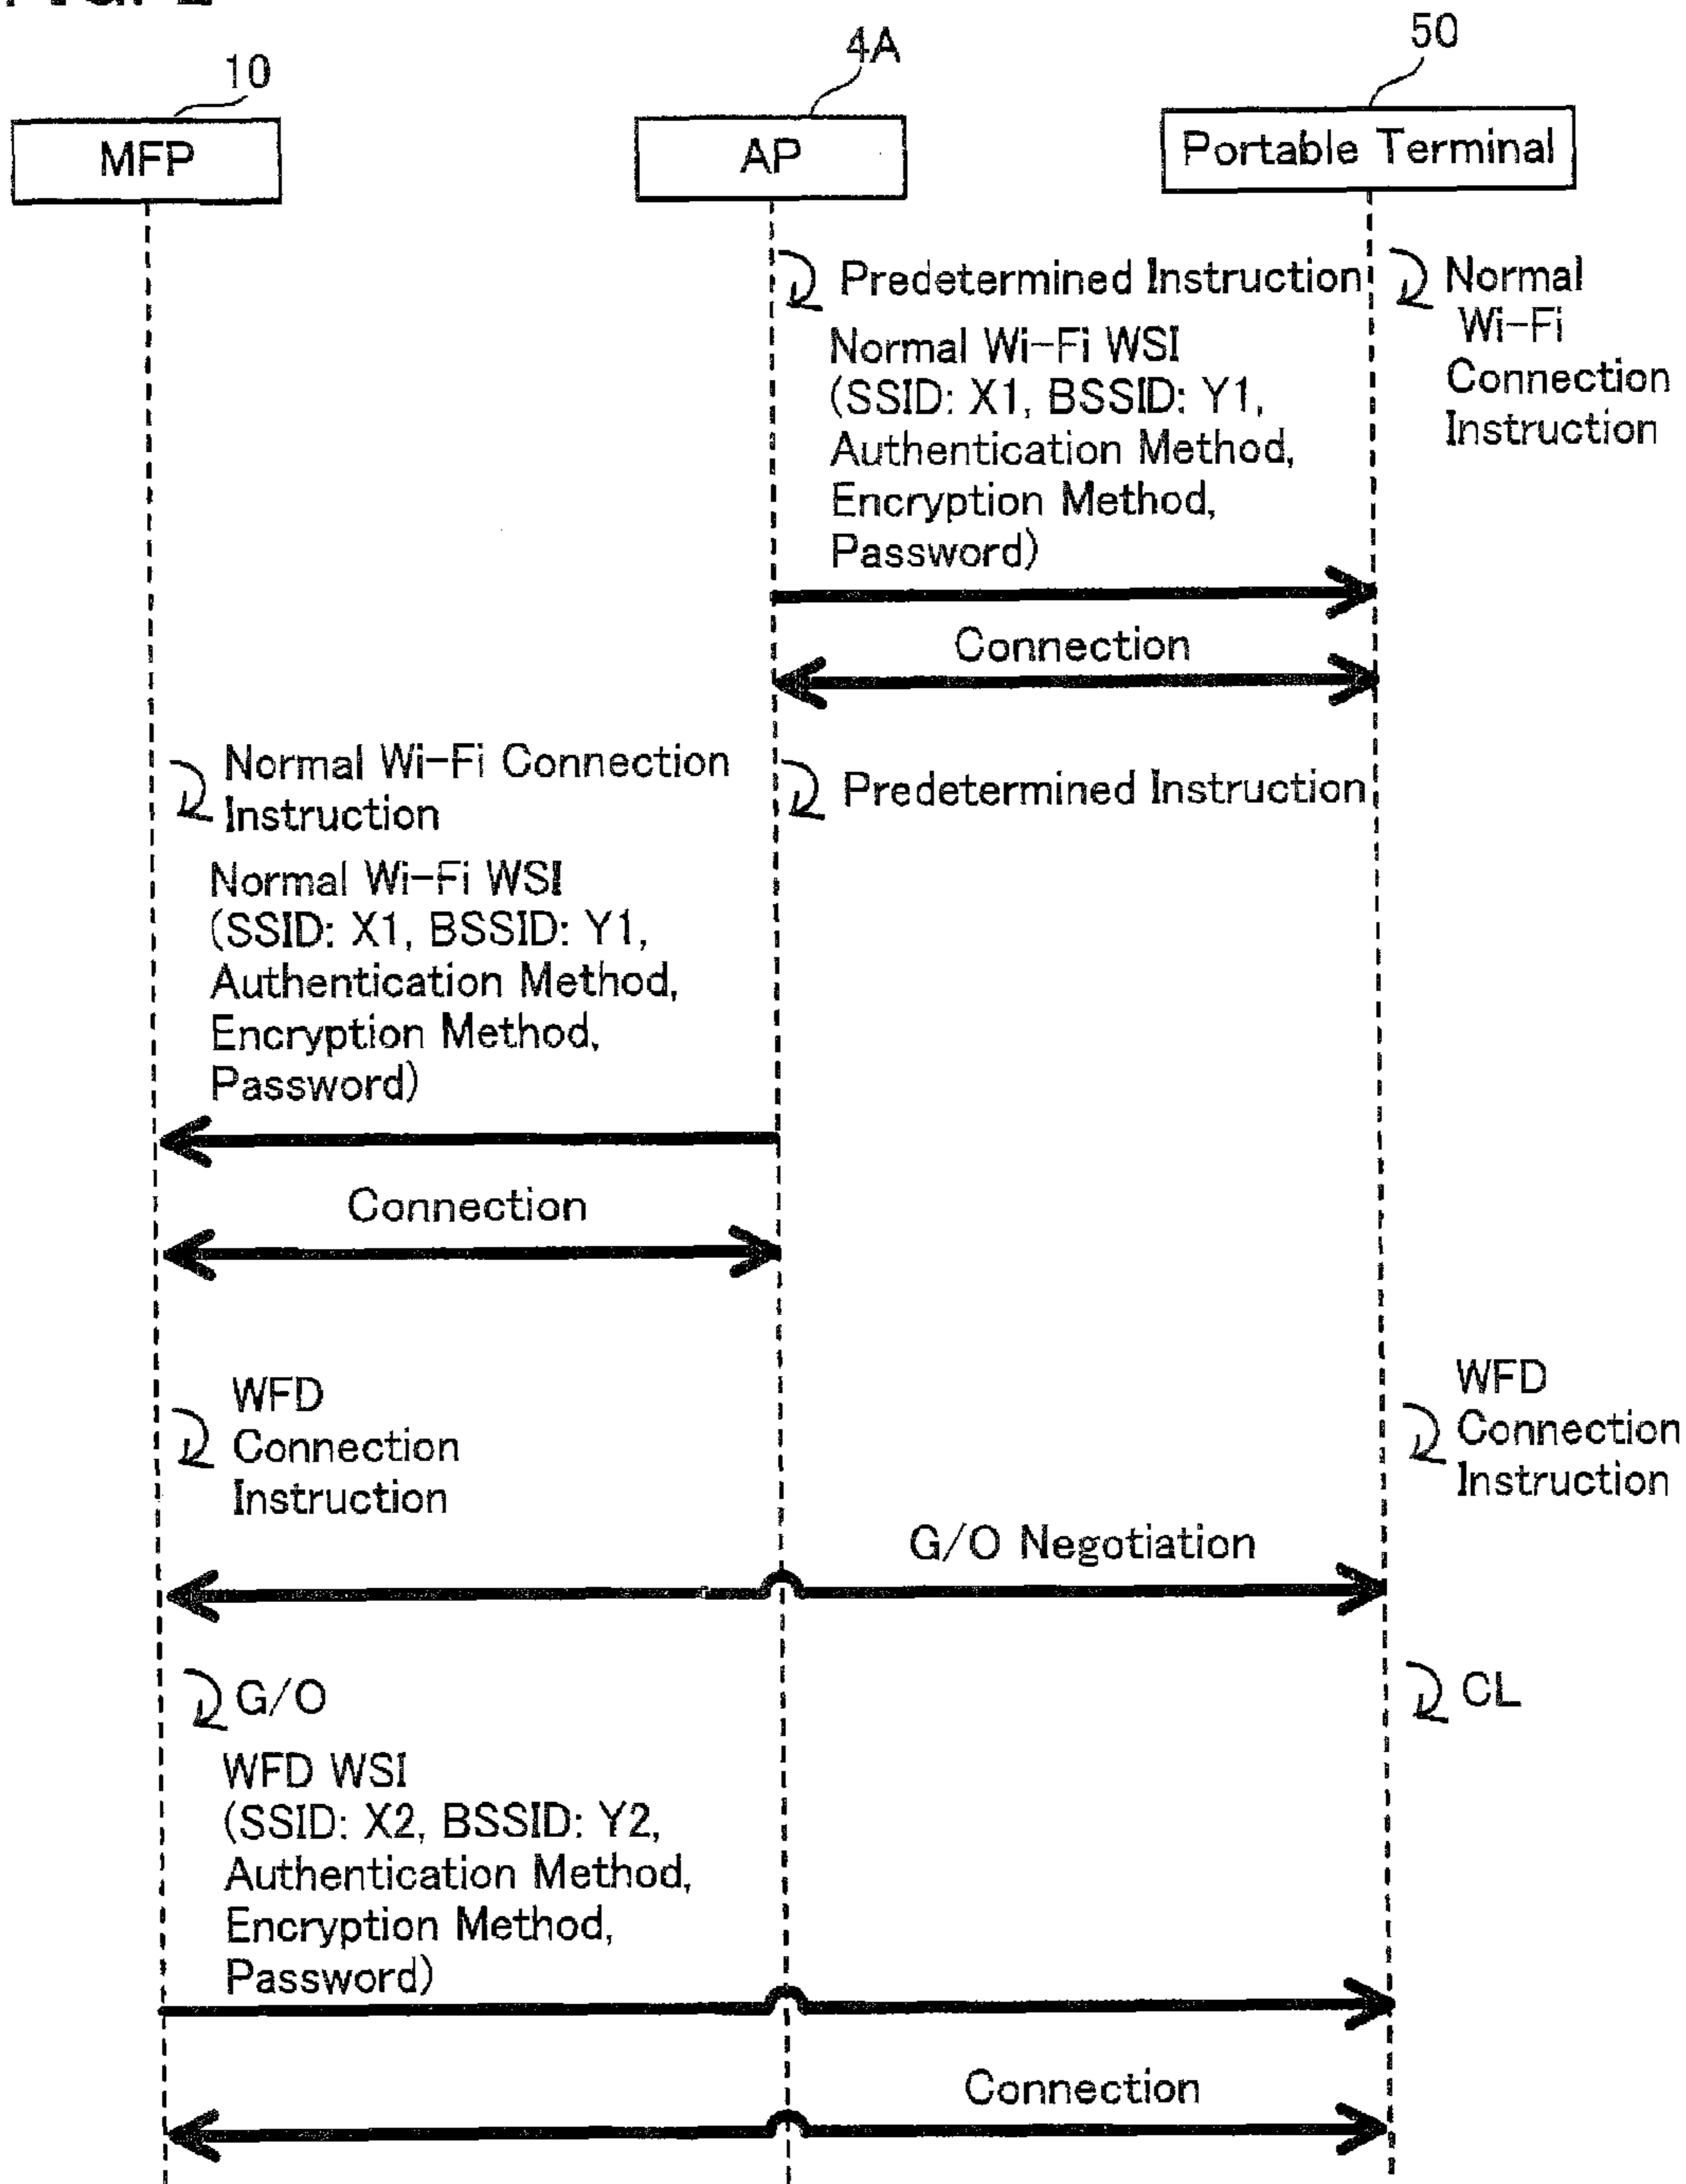 10
4A
50
MFP
AP
Portable Terminal
Predetermined Instruction
Normal
Wi-Fi
Connection
Instruction
Normal Wi-Fi WSI
(SSID: X1, BSSID: Y1,
Authentication Method,
Encryption Method,
Password)
Connection
Normal Wi-Fi Connection
Instruction
Predetermined Instruction
Normal Wi-Fi WSI
(SSID: X1, BSSID: Y1,
Authentication Method,
Encryption Method,
Password)
Connection
WFD
Connection
Instruction
WFD
Connection
Instruction
G/O Negotiation
G/O
CL
WFD WSI
(SSID: X2, BSSID: Y2,
Authentication Method,
Encryption Method,
Password)
Connection